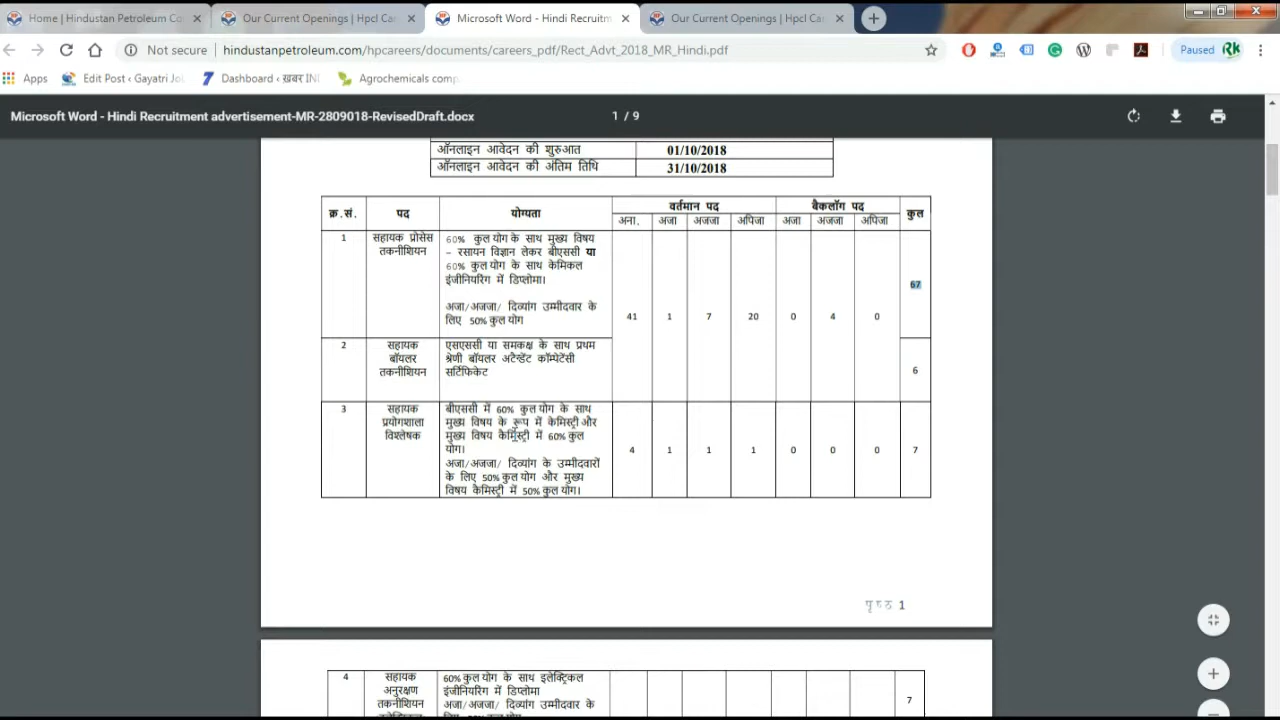 Home | Hindustan Petroleum Co
Our Current Openings | Hpcl Car
Microsoft Word - Hindi Recruitm
Our Current Openings | Hpcl Car
Not secure
hindustanpetroleum.com/hpcareers/documents/careers_pdf/Rect_Advt_2018_MR_Hindi.pdf
Paused
Apps
Edit Post ‹ Gayatri Jo
Dashboard ‹ ख़बर IN
Agrochemicals comp
Microsoft Word - Hindi Recruitment advertisement-MR-2809018-RevisedDraft.docx
1 / 9
ऑनलाइन आवेदन की शुरुआत 01/10/2018
ऑनलाइन आवेदन की अंतिम तिथि 31/10/2018
क्र.सं. पद योग्यता वर्तमान पद बैकलॉग पद कुल
अना. अजा अजजा अपिजा अजा अजजा अपिजा
1 सहायक प्रोसेस तकनीशियन
60% कुल योग के साथ मुख्य विषय
– रसायन विज्ञान लेकर बीएससी या
60% कुल योग के साथ केमिकल
इंजीनियरिंग में डिप्लोमा।
अजा/अजजा/ दिव्यांग उम्मीदवार के
लिए 50% कुल योग
41 1 7 20 0 4 0
67
2 सहायक बॉयलर तकनीशियन
एसएससी या समकक्ष के साथ प्रथम
श्रेणी बॉयलर अटैन्डेंट कॉम्पेटेंसी
सर्टिफिकेट
6
3 सहायक प्रयोगशाला विश्लेषक
बीएससी में 60% कुल योग के साथ
मुख्य विषय के रूप में केमिस्ट्री और
मुख्य विषय कैमिस्ट्री में 60% कुल
योग।
अजा/अजजा/ दिव्यांग के उम्मीदवारों
के लिए 50% कुल योग और मुख्य
विषय कैमिस्ट्री में 50% कुल योग।
4 1 1 1 0 0 0 7
पृष्ठ 1
4 सहायक अनुरक्षण तकनीशियन
60% कुल योग के साथ इलेक्ट्रिकल
इंजीनियरिंग में डिप्लोमा
अजा/अजजा/ दिव्यांग उम्मीदवार के
7